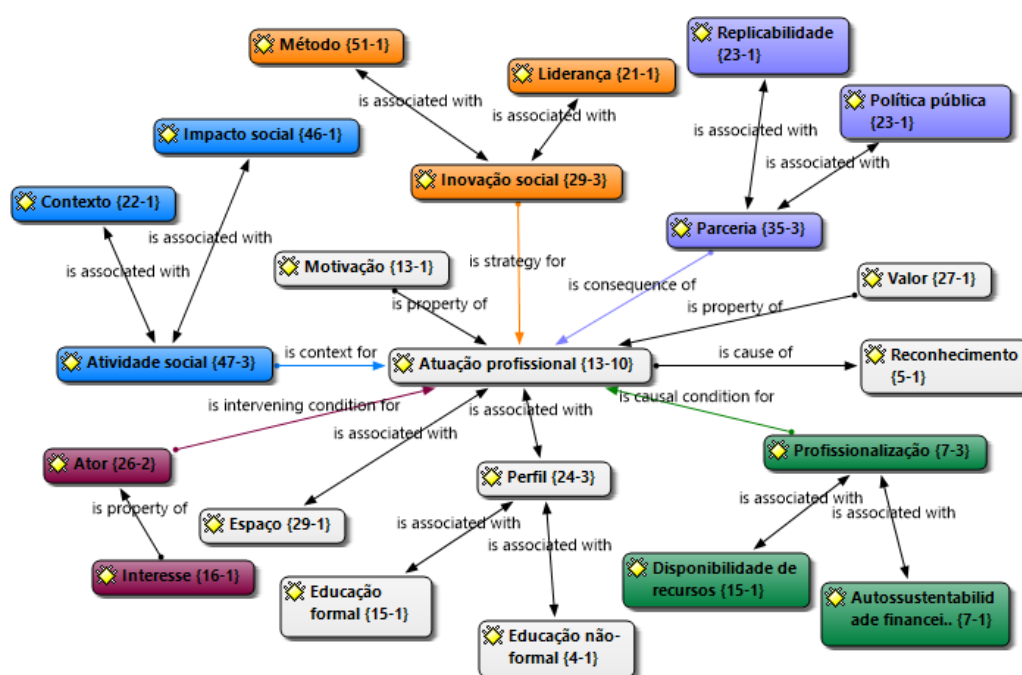 Método {51-1}
Replicabilidade
{23-1}
Liderança {21-1}
Política pública
{23-1}
is associated with
is associated with
is associated with
is associated with
Impacto social {46-1}
Inovação social {29-3}
Contexto {22-1}
Parceria {35-3}
is associated with
is associated with
Motivação {13-1}
is strategy for
is consequence of
Valor {27-1}
is property of
is property of
Atividade social {47-3}
is context for
Atuação profissional {13-10}
is cause of
Reconhecimento
{5-1}
is intervening condition for
is associated with
is causal condition for
is associated with
Ator {26-2}
Profissionalização {7-3}
Perfil {24-3}
is property of
Espaço {29-1}
is associated with
is associated with
is associated with
is associated with
Interesse {16-1}
Educação
formal {15-1}
Disponibilidade de
recursos {15-1}
Autossustentabilid
ade financei.. {7-1}
Educação não-
formal {4-1}